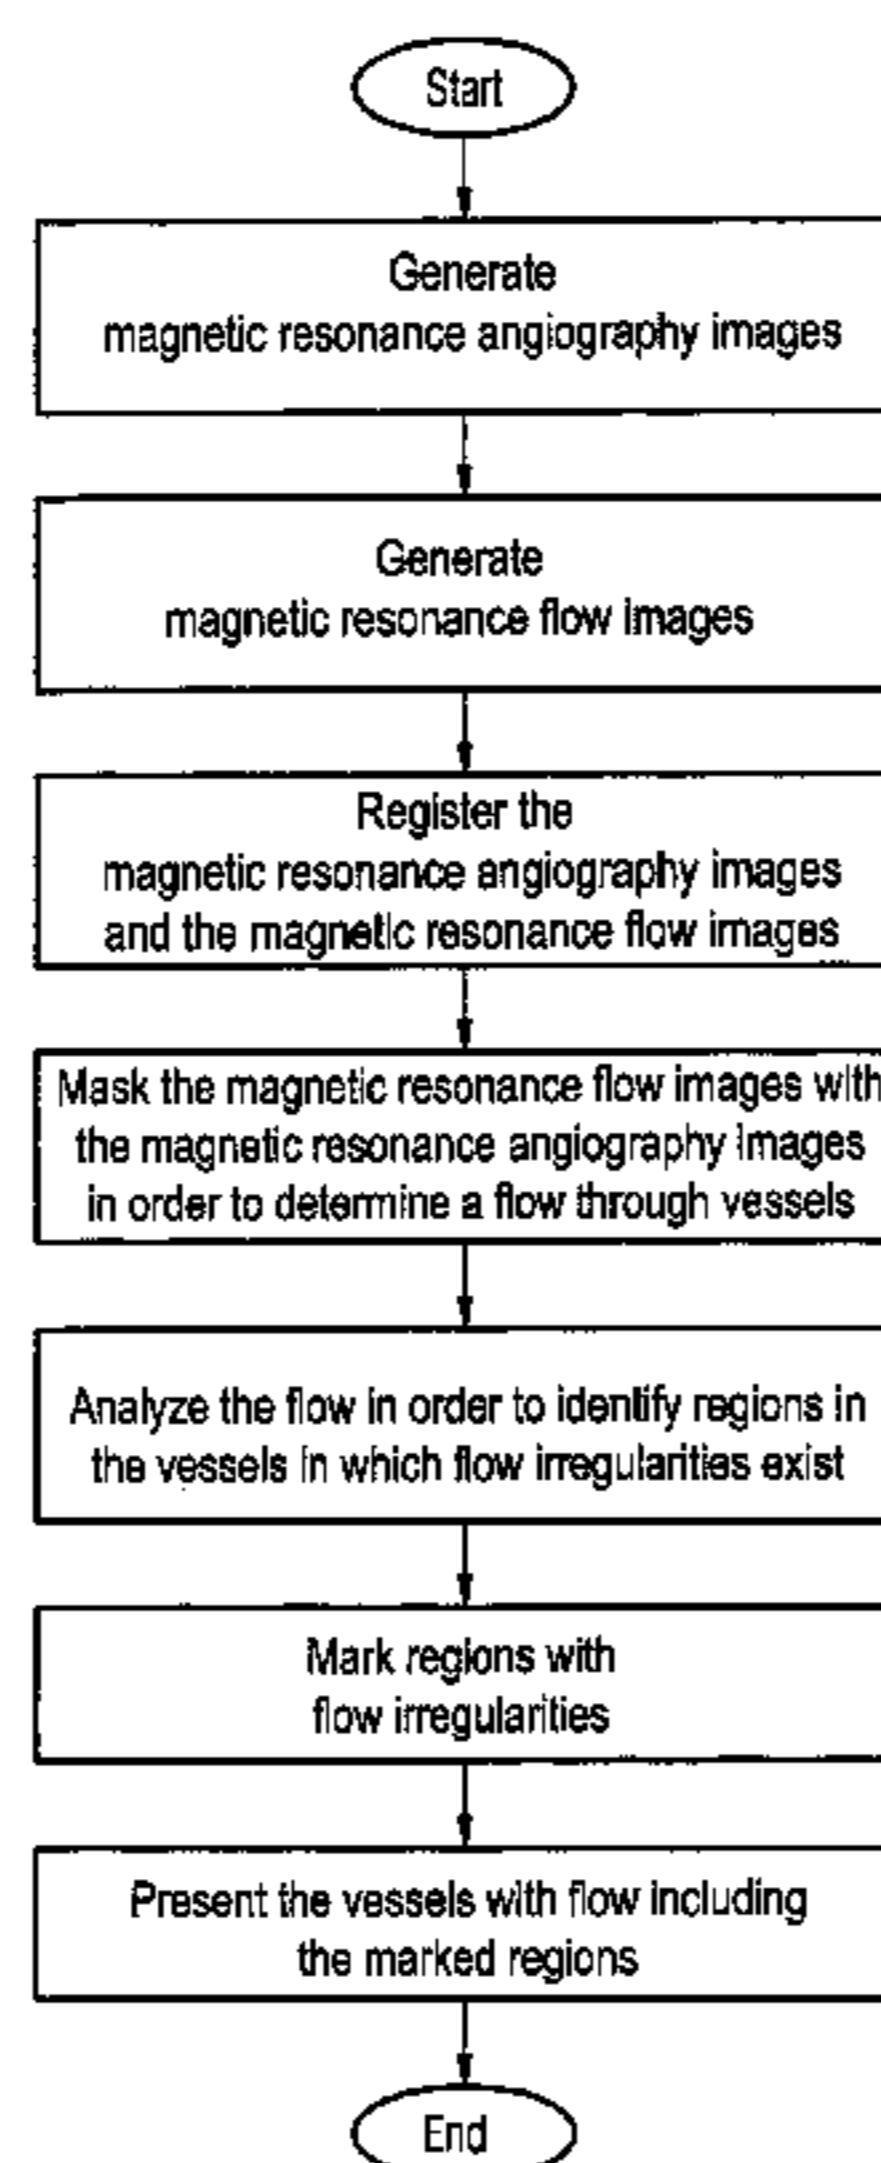 Start
Generate
magnetic resonance angiography images
Generate
magnetic resonance flow images
Register the
magnetic resonance angiography images
and the magnetic resonance flow images
Mask the magnetic resonance flow images with
the magnetic resonance angiography images
in order to determine a flow through vessels
Analyze the flow in order to identify regions in
the vessels in which flow irregularities exist
Mark regions with
flow irregularities
Present the vessels with flow including
the marked regions
End